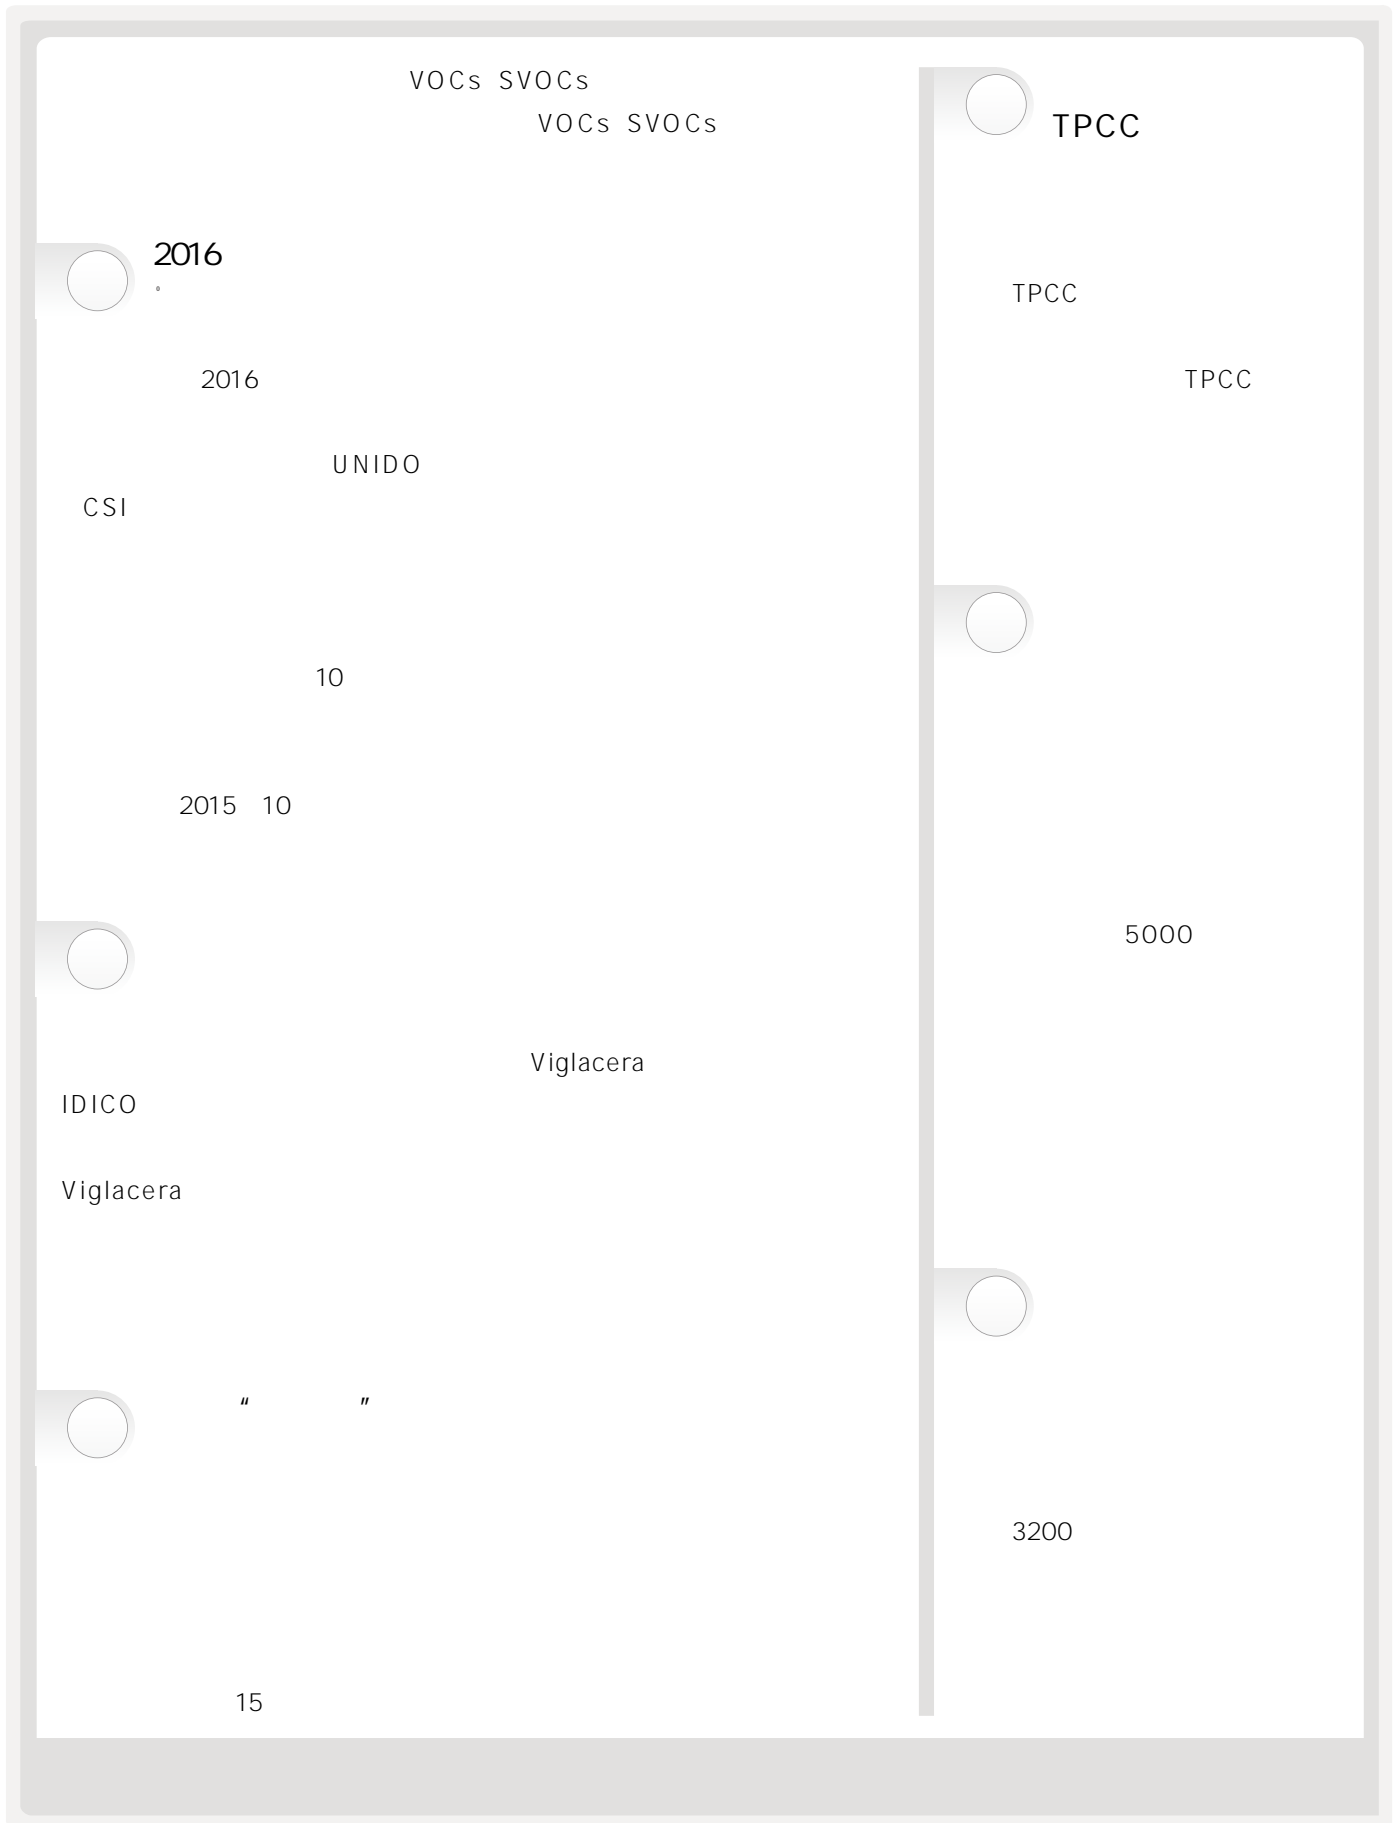 VOCs SVOCs
VOCs SVOCs
2016
。
2016
UNIDO
CSI
10
2015 10
Viglacera
IDICO
Viglacera
“ ”
15
TPCC
TPCC
TPCC
5000
3200